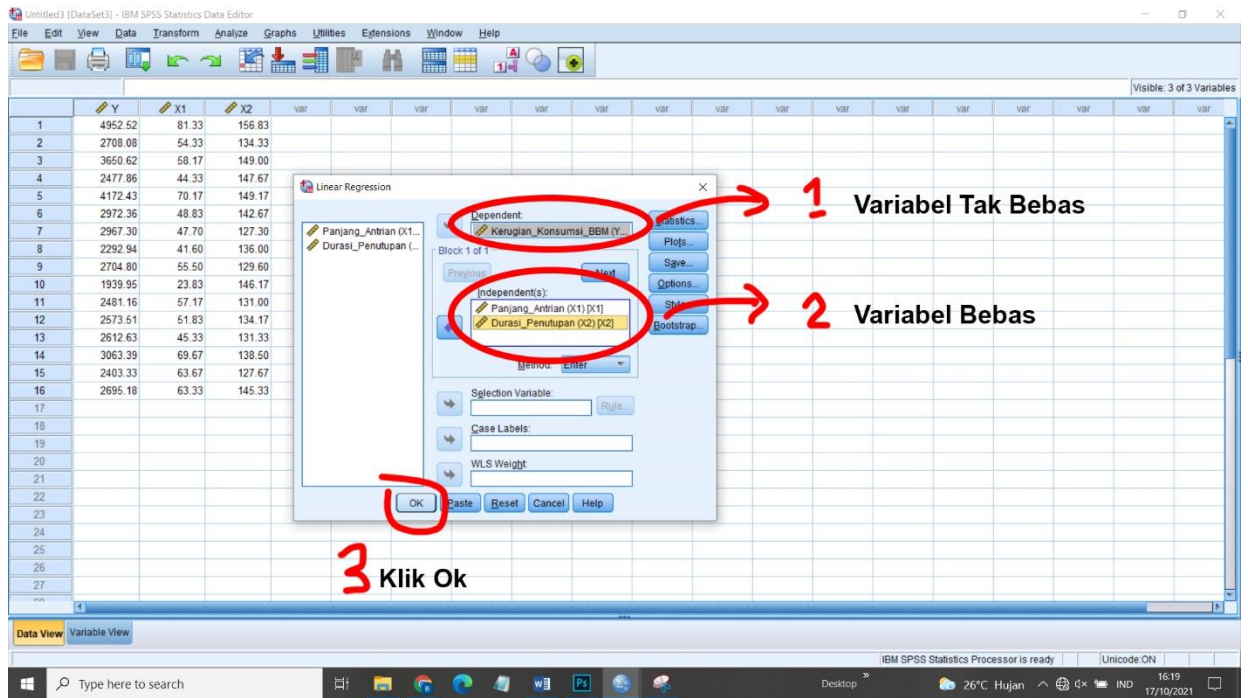 Untitled3 [DataSet3] - IBM SPSS Statistics Data Editor
File Edit View Data Transform Analyze Graphs Utilities Extensions Window Help
Visible: 3 of 3 Variables
Y X1 X2 var var var var var var var var var var var var var var var
1 4952.52 81.33 156.83
2 2708.08 54.33 134.33
3 3650.62 58.17 149.00
4 2477.86 44.33 147.67
5 4172.43 70.17 149.17
6 2972.36 48.83 142.67
7 2967.30 47.70 127.30
8 2292.94 41.60 136.00
9 2704.80 55.50 129.60
10 1939.95 23.83 146.17
11 2481.16 57.17 131.00
12 2573.51 51.83 134.17
13 2612.63 45.33 131.33
14 3063.39 69.67 138.50
15 2403.33 63.67 127.67
16 2695.18 63.33 145.33
17
18
19
20
21
22
23
24
25
26
27
Linear Regression
Panjang_Antrian (X1...
Durasi_Penutupan (...
Dependent:
Kerugian_Konsumsi_BBM (Y...
Block 1 of 1
Previous Next
Independent(s):
Panjang_Antrian (X1) [X1]
Durasi_Penutupan (X2) [X2]
Method: Enter
Selection Variable:
Rule...
Case Labels:
WLS Weight:
Statistics...
Plots...
Save...
Options...
Style...
Bootstrap...
OK Paste Reset Cancel Help
1 Variabel Tak Bebas
2 Variabel Bebas
3 Klik Ok
Data View Variable View
IBM SPSS Statistics Processor is ready Unicode:ON
Type here to search
Desktop
26°C Hujan
IND
16:19
17/10/2021